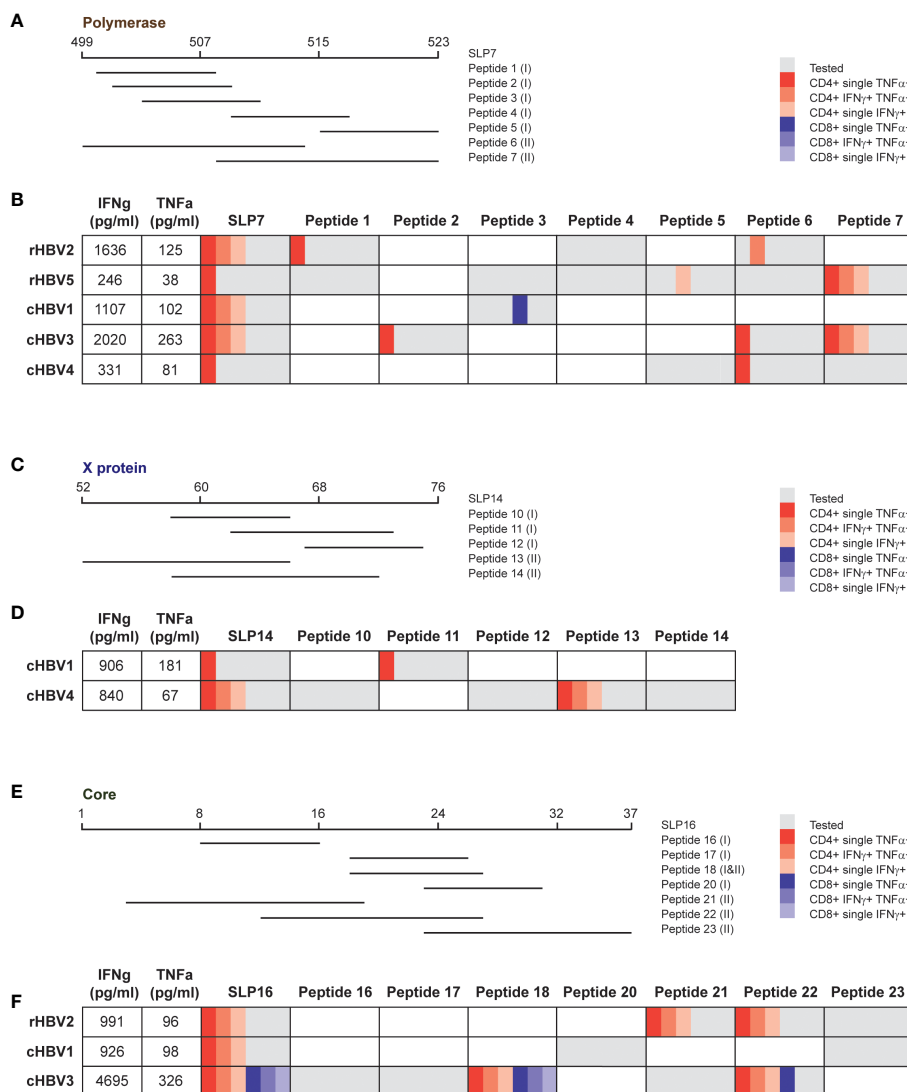 A
Polymerase
499 507 515 523
SLP7
Peptide 1 (I)
Peptide 2 (I)
Peptide 3 (I)
Peptide 4 (I)
Peptide 5 (I)
Peptide 6 (II)
Peptide 7 (II)
Tested
CD4+ single TNFα
CD4+ IFNγ+ TNFα
CD4+ single IFNγ+
CD8+ single TNFα
CD8+ IFNγ+ TNFα
CD8+ single IFNγ+
B
IFNg (pg/ml) TNFa (pg/ml) SLP7 Peptide 1 Peptide 2 Peptide 3 Peptide 4 Peptide 5 Peptide 6 Peptide 7
rHBV2 1636 125
rHBV5 246 38
cHBV1 1107 102
cHBV3 2020 263
cHBV4 331 81
C
X protein
52 60 68 76
SLP14
Peptide 10 (I)
Peptide 11 (I)
Peptide 12 (I)
Peptide 13 (II)
Peptide 14 (II)
Tested
CD4+ single TNFα
CD4+ IFNγ+ TNFα
CD4+ single IFNγ+
CD8+ single TNFα
CD8+ IFNγ+ TNFα
CD8+ single IFNγ+
D
IFNg (pg/ml) TNFa (pg/ml) SLP14 Peptide 10 Peptide 11 Peptide 12 Peptide 13 Peptide 14
cHBV1 906 181
cHBV4 840 67
E
Core
1 8 16 24 32 37
SLP16
Peptide 16 (I)
Peptide 17 (I)
Peptide 18 (I&II)
Peptide 20 (I)
Peptide 21 (II)
Peptide 22 (II)
Peptide 23 (II)
Tested
CD4+ single TNFα
CD4+ IFNγ+ TNFα
CD4+ single IFNγ+
CD8+ single TNFα
CD8+ IFNγ+ TNFα
CD8+ single IFNγ+
F
IFNg (pg/ml) TNFa (pg/ml) SLP16 Peptide 16 Peptide 17 Peptide 18 Peptide 20 Peptide 21 Peptide 22 Peptide 23
rHBV2 991 96
cHBV1 926 98
cHBV3 4695 326